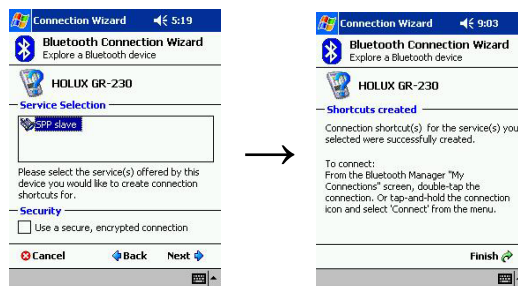 Connection Wizard 5:19
Bluetooth Connection Wizard
Explore a Bluetooth device
HOLUX GR-230
Service Selection
SPP slave
Please select the service(s) offered by this
device you would like to create connection
shortcuts for.
Security
Use a secure, encrypted connection
Cancel Back Next
Connection Wizard 9:03
Bluetooth Connection Wizard
Explore a Bluetooth device
HOLUX GR-230
Shortcuts created
Connection shortcut(s) for the service(s) you
selected were successfully created.
To connect:
From the Bluetooth Manager "My
Connections" screen, double-tap the
connection. Or tap-and-hold the connection
icon and select 'Connect' from the menu.
Finish